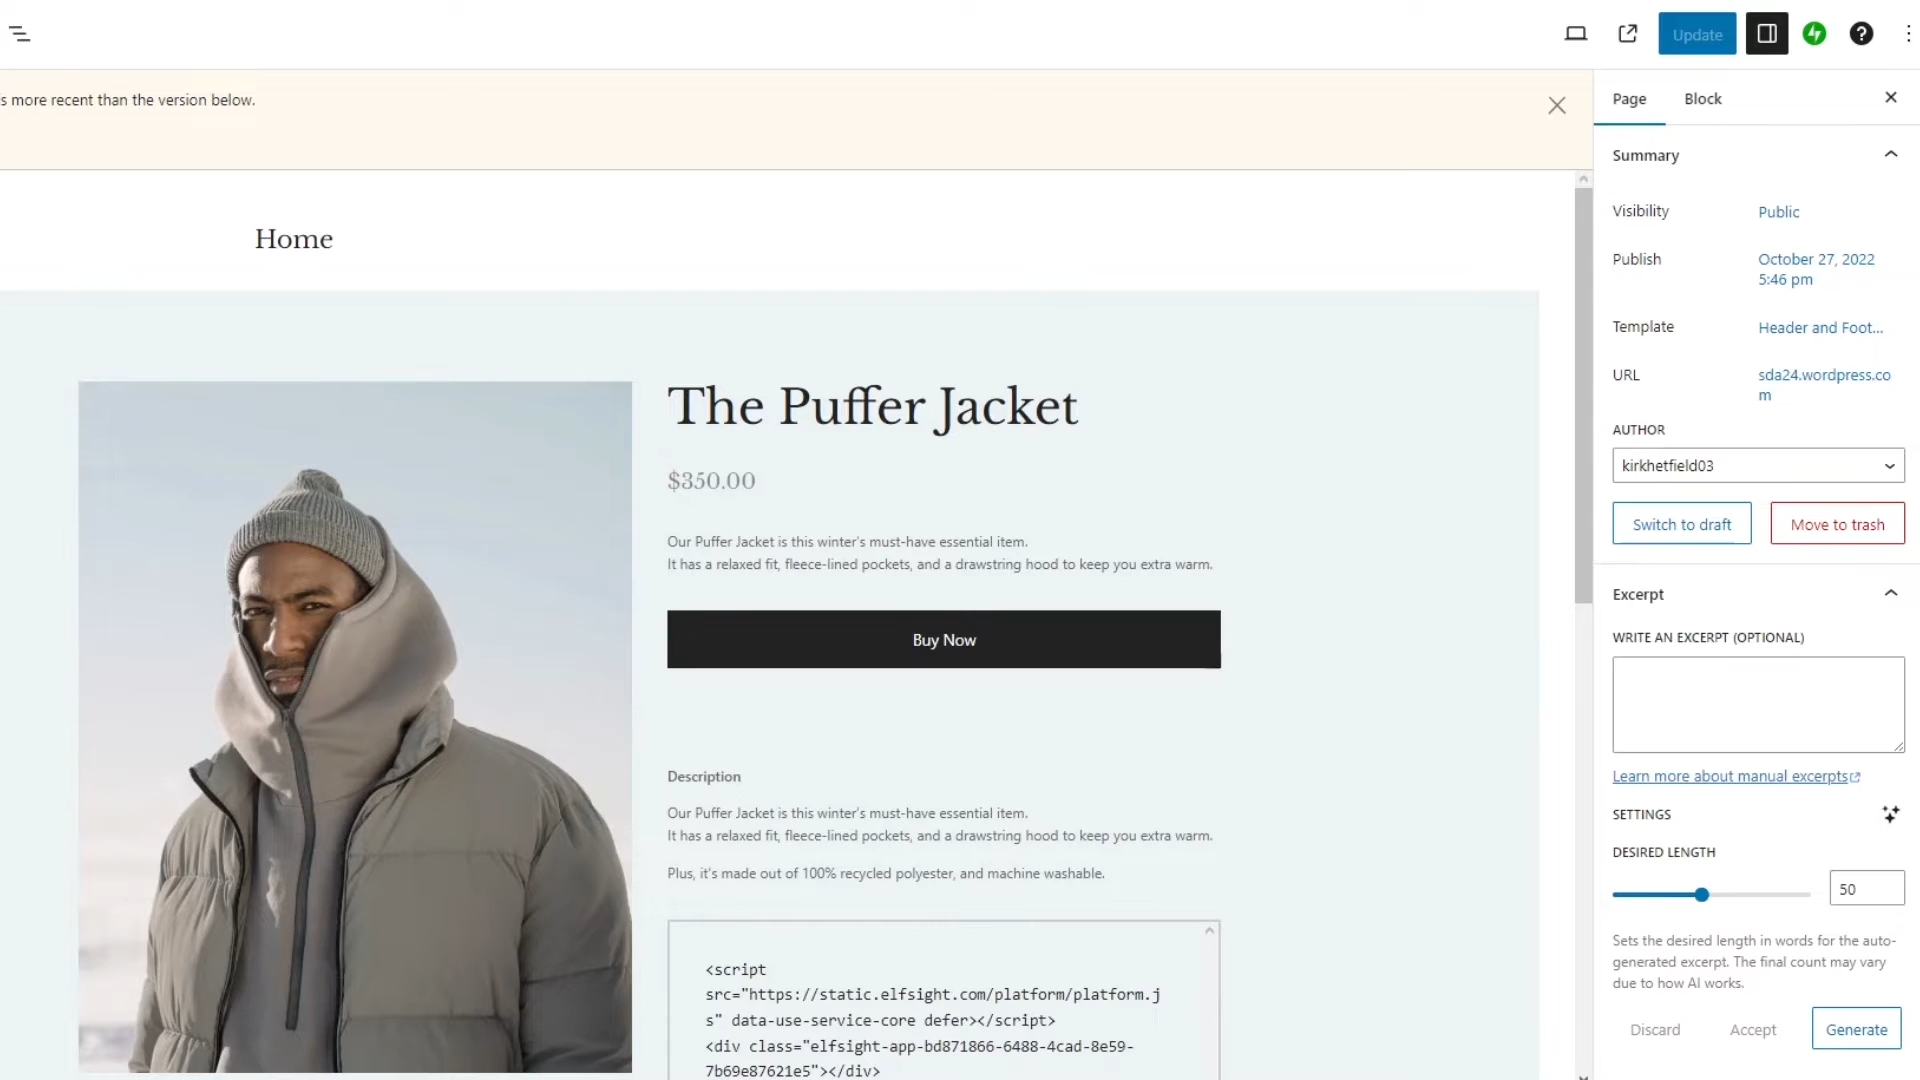 Update
s more recent than the version below.
Home
The Puffer Jacket
$350.00
Our Puffer Jacket is this winter's must-have essential item.
It has a relaxed fit, fleece-lined pockets, and a drawstring hood to keep you extra warm.
Buy Now
Description
Our Puffer Jacket is this winter's must-have essential item.
It has a relaxed fit, fleece-lined pockets, and a drawstring hood to keep you extra warm.
Plus, it's made out of 100% recycled polyester, and machine washable.
<script
src="https://static.elfsight.com/platform/platform.j
s" data-use-service-core defer></script>
<div class="elfsight-app-bd871866-6488-4cad-8e59-
7b69e87621e5"></div>
Page Block
Summary
Visibility Public
Publish October 27, 2022
5:46 pm
Template Header and Foot...
URL sda24.wordpress.co
m
AUTHOR
kirkhetfield03
Switch to draft Move to trash
Excerpt
WRITE AN EXCERPT (OPTIONAL)
Learn more about manual excerpts
SETTINGS
DESIRED LENGTH
50
Sets the desired length in words for the auto-
generated excerpt. The final count may vary
due to how AI works.
Discard Accept Generate